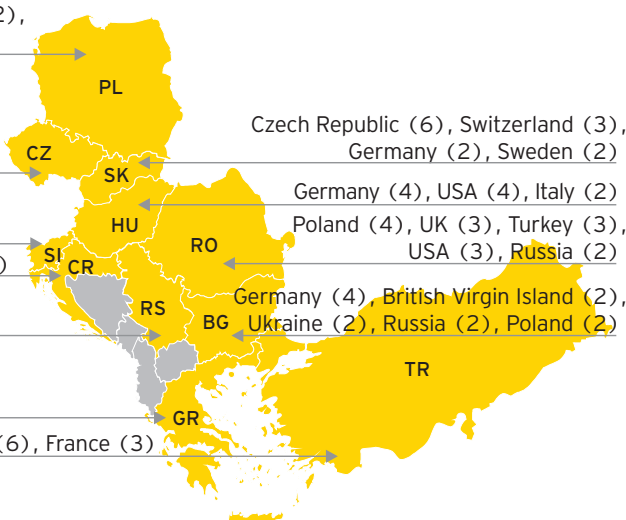 2),
PL
Czech Republic (6), Switzerland (3),
Germany (2), Sweden (2)
CZ
SK
Germany (4), USA (4), Italy (2)
HU
Poland (4), UK (3), Turkey (3),
USA (3), Russia (2)
RO
SI
)
CR
Germany (4), British Virgin Island (2),
Ukraine (2), Russia (2), Poland (2)
RS
BG
TR
GR
(6), France (3)